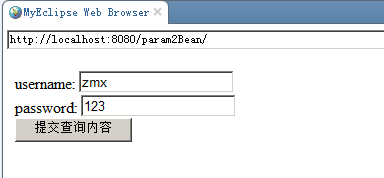 MyEclipse Web Browser
http://localhost:8080/param2Bean/
username: zmx
password: 123
提交查询内容